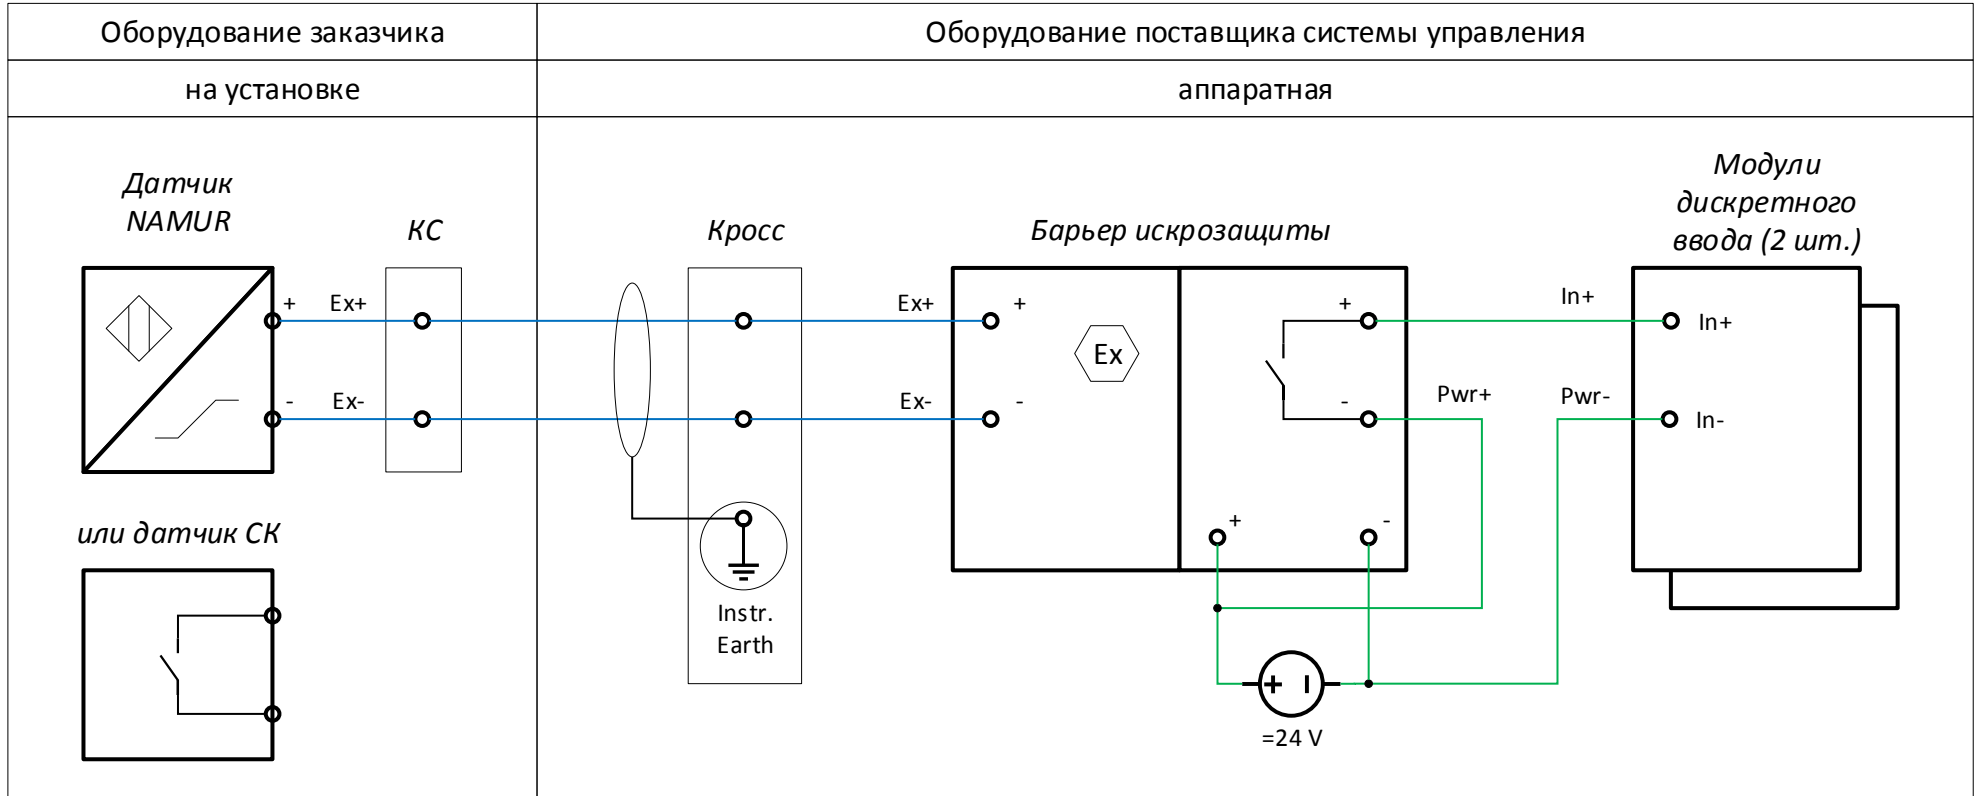 Оборудование заказчика
Оборудование поставщика системы управления
на установке
аппаратная
Датчик
NAMUR
КС
Кросс
Барьер искрозащиты
Модули
дискретного
ввода (2 шт.)
+
Ex+
Ex+
+
Ex
+
In+
In+
-
Ex-
Ex-
-
-
Pwr+
Pwr-
In-
или датчик СК
+
-
Instr.
Earth
=24 V